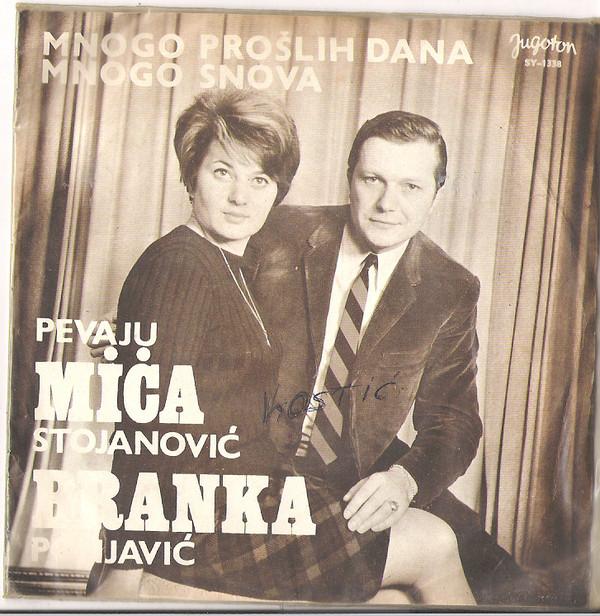 MNOGO PROŠLIH DANA
MNOGO SNOVA
Jugoton
SY-1338
PEVAJU
MIĆA
STOJANOVIĆ
Kostić
BRANKA